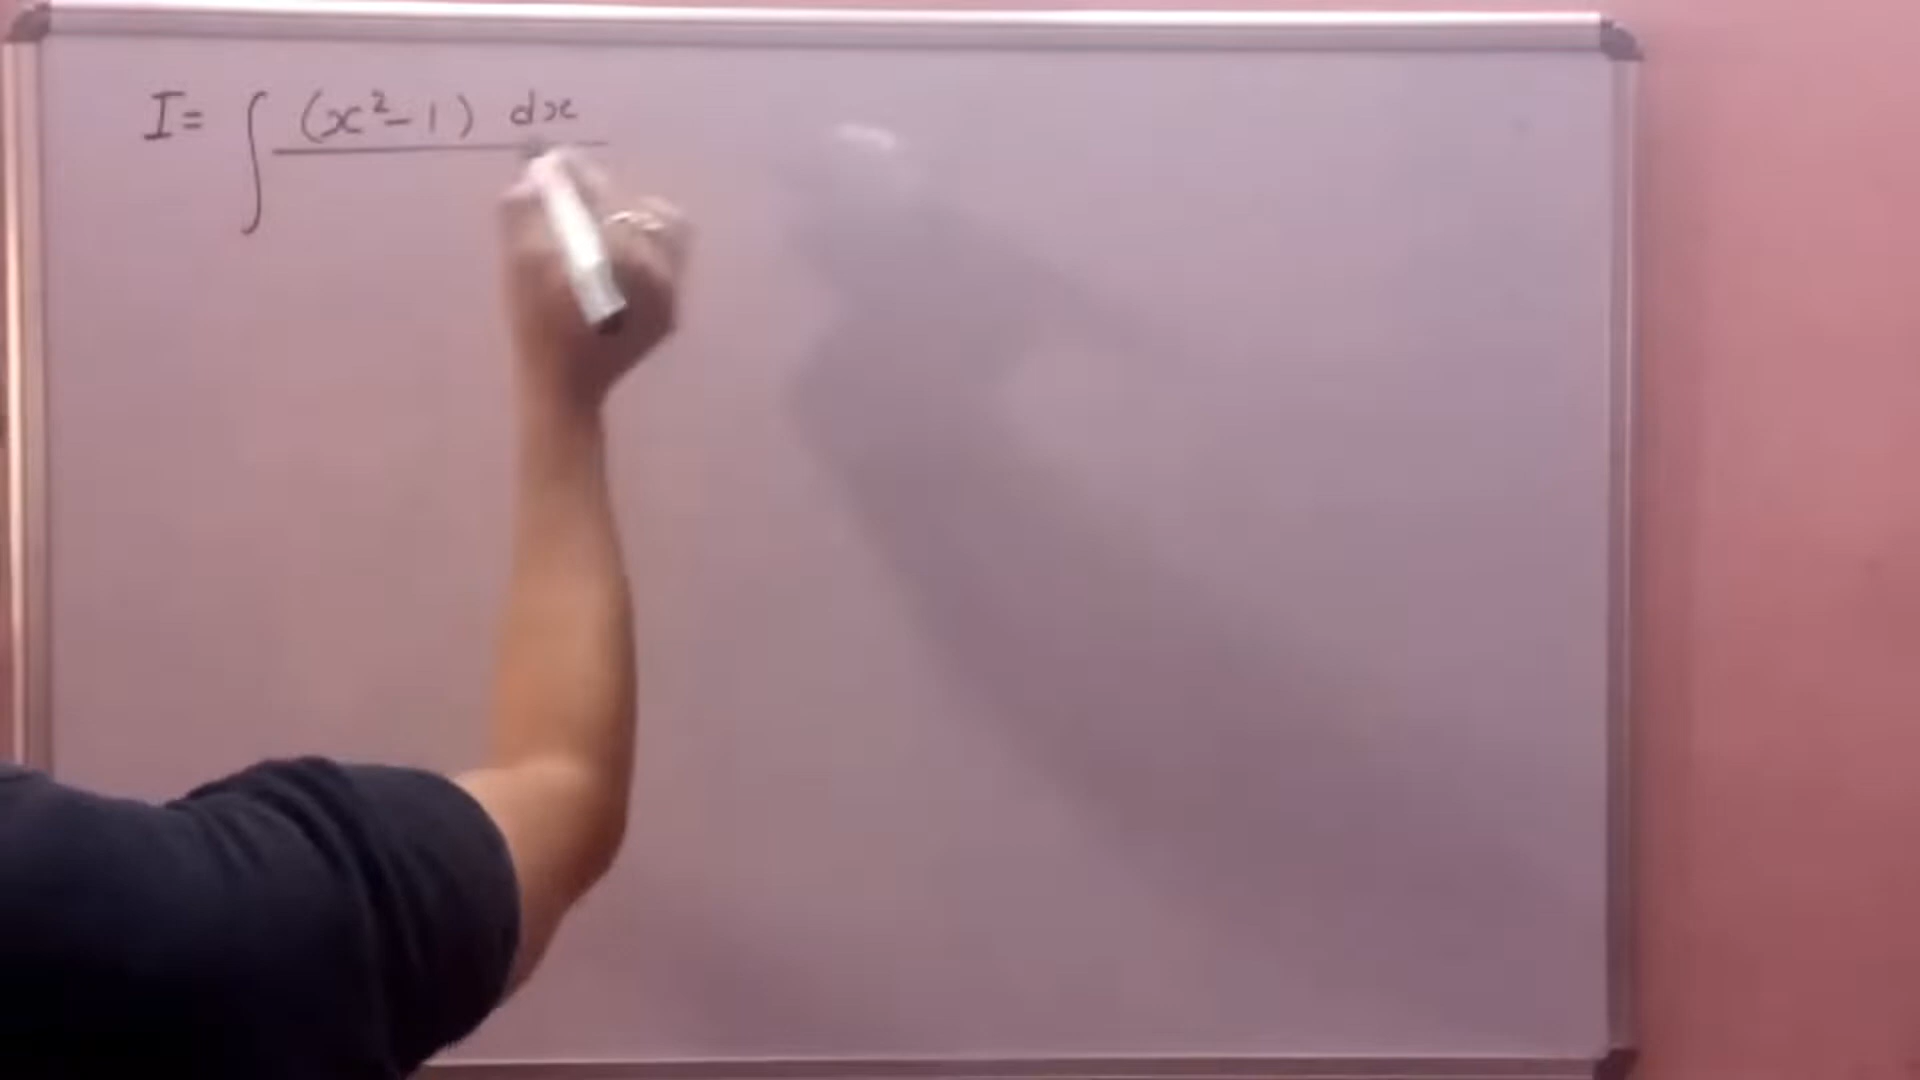 I = ∫ (x² - 1) dx